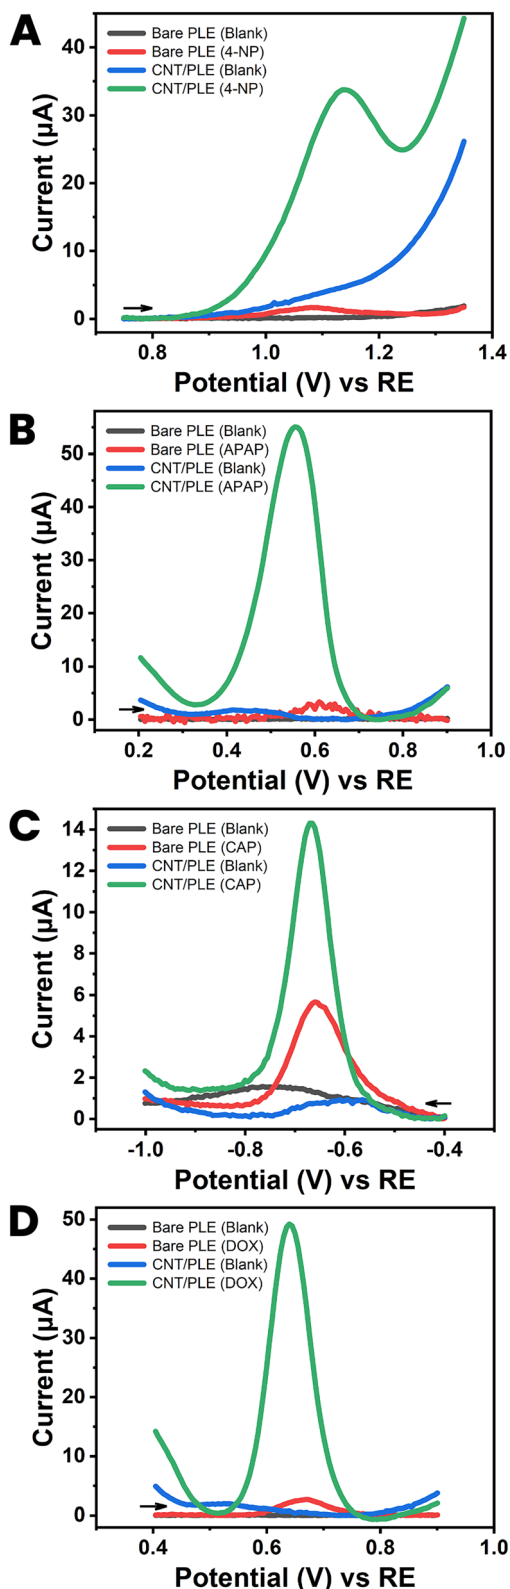 A
Bare PLE (Blank)
Bare PLE (4-NP)
CNT/PLE (Blank)
CNT/PLE (4-NP)
Current (µA)
40
30
20
10
0
0.8 1.0 1.2 1.4
Potential (V) vs RE
B
Bare PLE (Blank)
Bare PLE (APAP)
CNT/PLE (Blank)
CNT/PLE (APAP)
Current (µA)
50
40
30
20
10
0
0.2 0.4 0.6 0.8 1.0
Potential (V) vs RE
C
Bare PLE (Blank)
Bare PLE (CAP)
CNT/PLE (Blank)
CNT/PLE (CAP)
Current (µA)
14
12
10
8
6
4
2
0
-1.0 -0.8 -0.6 -0.4
Potential (V) vs RE
D
Bare PLE (Blank)
Bare PLE (DOX)
CNT/PLE (Blank)
CNT/PLE (DOX)
Current (µA)
50
40
30
20
10
0
0.4 0.6 0.8 1.0
Potential (V) vs RE